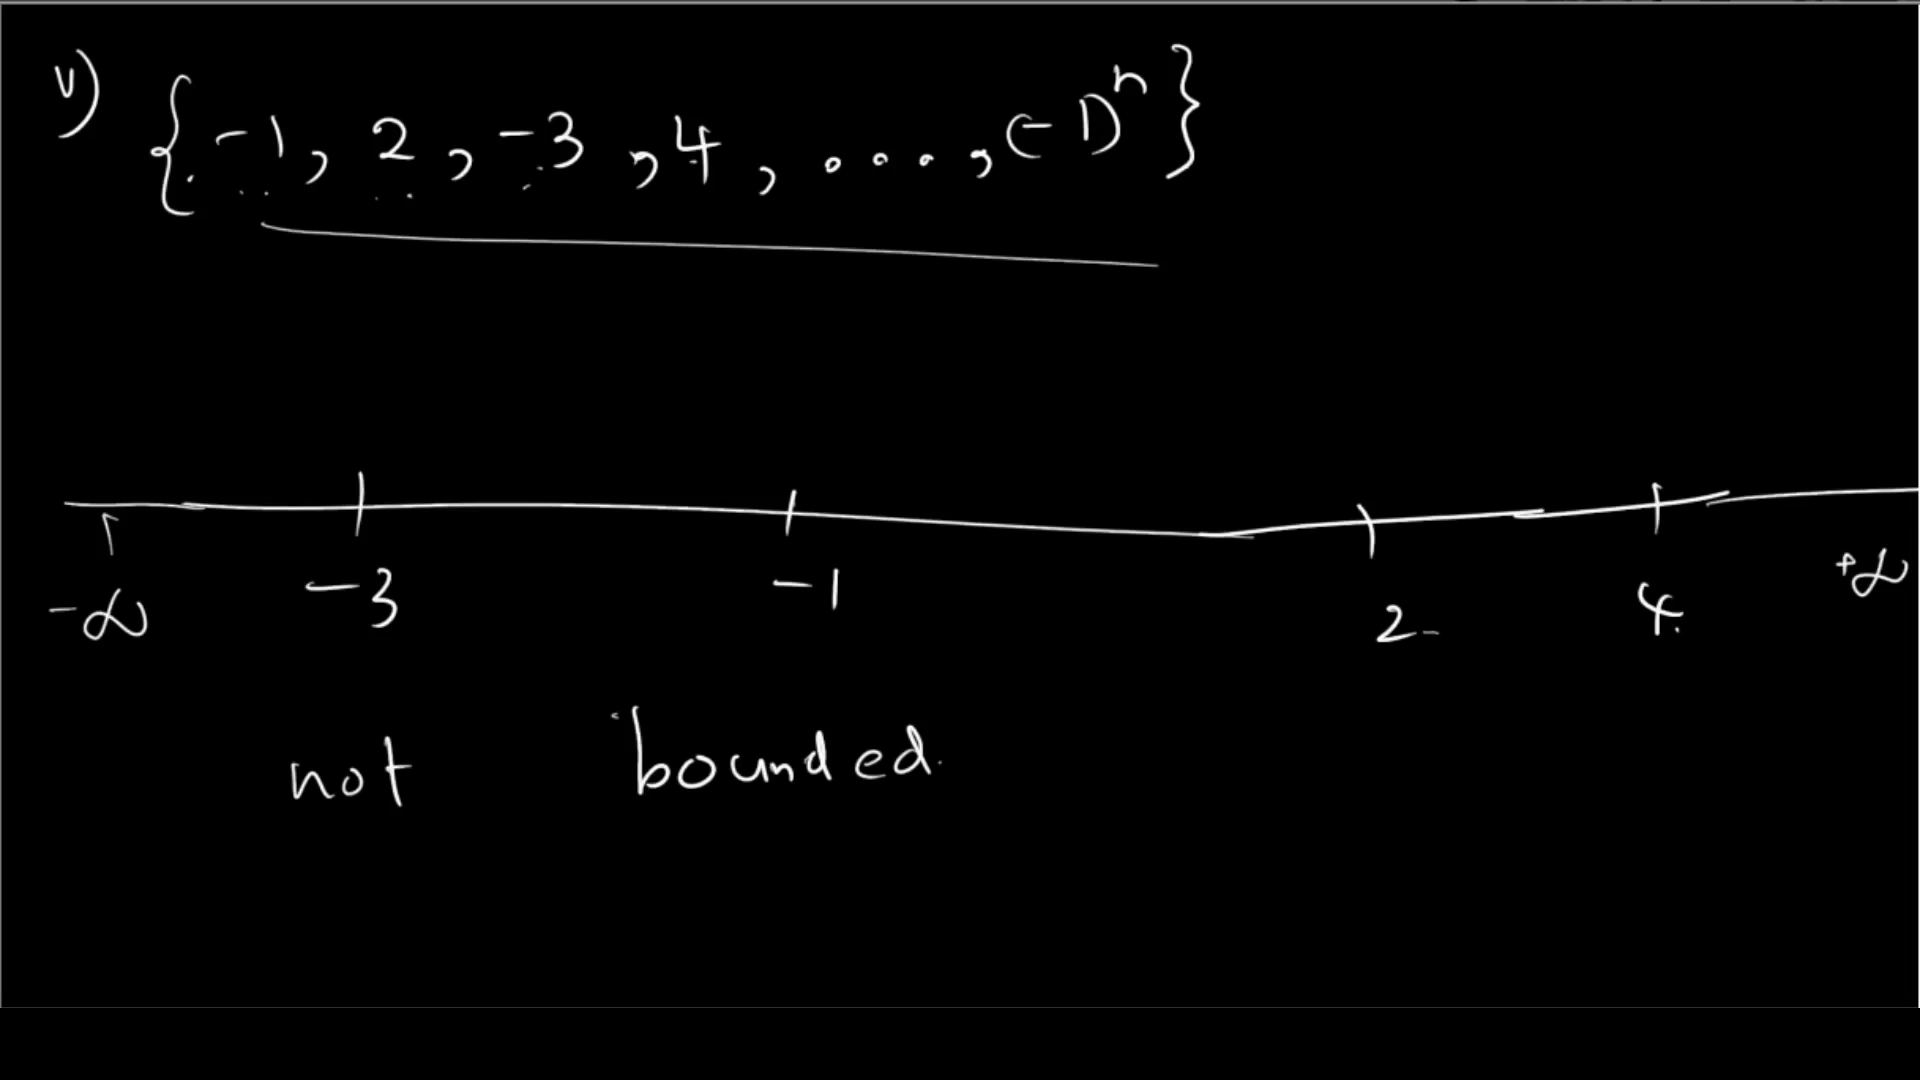 v) { -1, 2, -3, 4, ...., (-1)ⁿ }
-∞ -3 -1 2 4 +∞
not bounded.